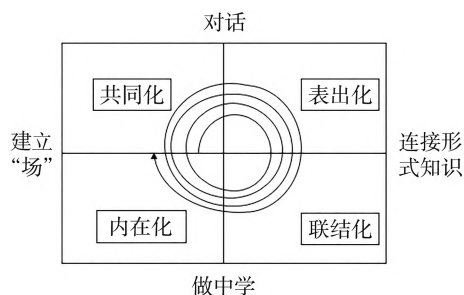 对话
共同化
表出化
建立
“场”
连接形
式知识
内在化
联结化
做中学